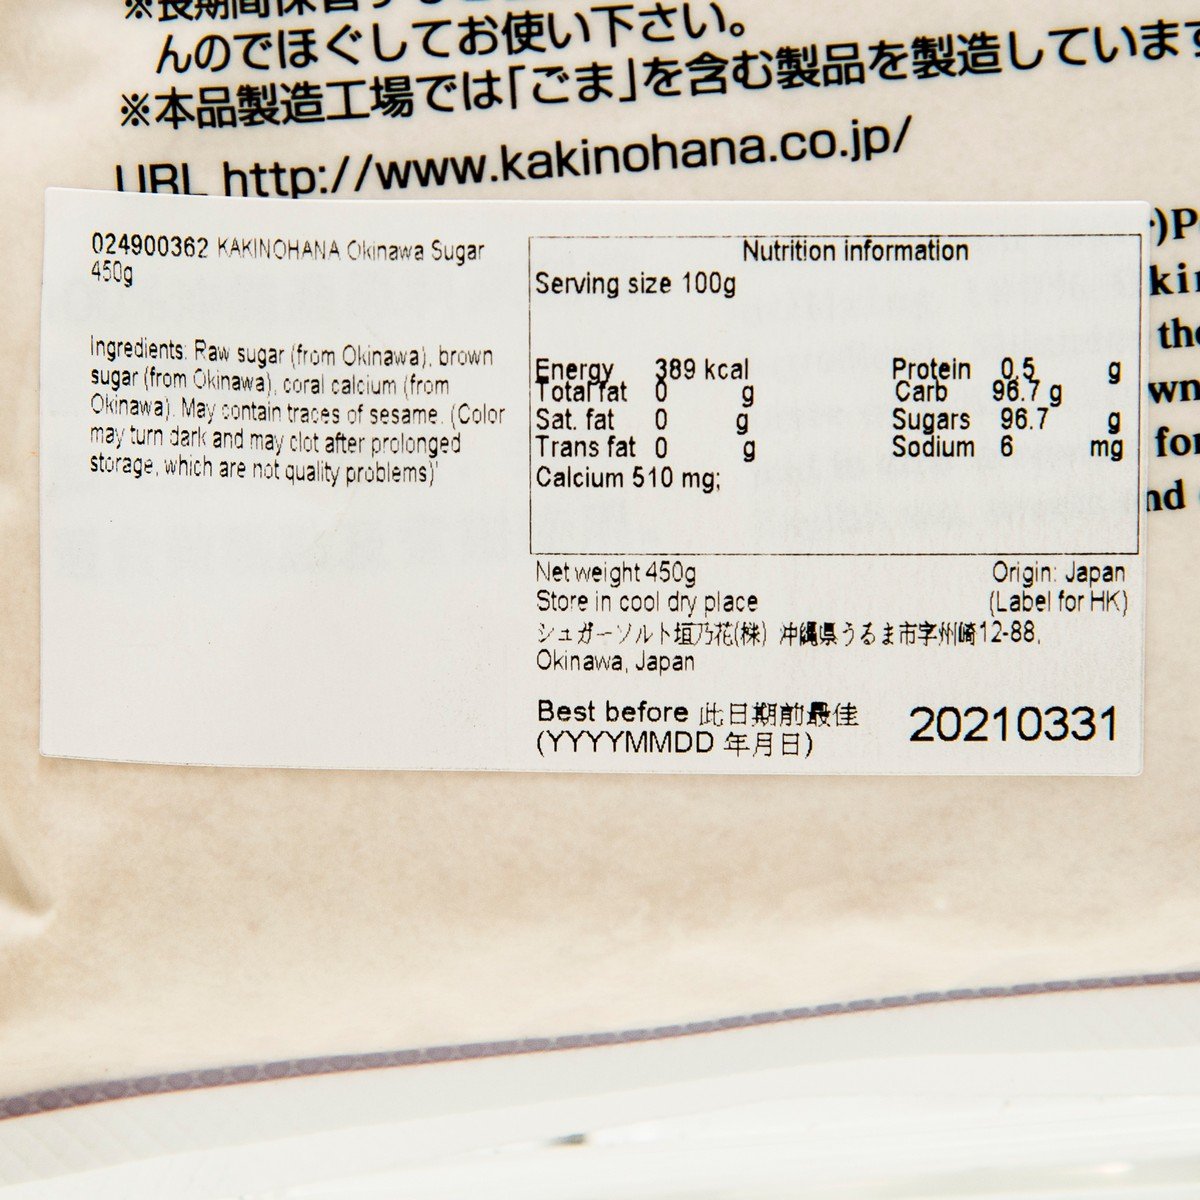 ※長期間保管する
んのでほぐしてお使い下さい。
※本品製造工場では「ごま」を含む製品を製造しています
URL http://www.kakinohana.co.jp/
024900362 KAKINOHANA Okinawa Sugar
450g
Ingredients: Raw sugar (from Okinawa), brown
sugar (from Okinawa), coral calcium (from
Okinawa). May contain traces of sesame. (Color
may turn dark and may clot after prolonged
storage, which are not quality problems)'
Nutrition information
Serving size 100g
Energy 389 kcal Protein 0.5 g
Total fat 0 g Carb 96.7 g
Sat. fat 0 g Sugars 96.7 g
Trans fat 0 g Sodium 6 mg
Calcium 510 mg;
Net weight 450g Origin: Japan
Store in cool dry place (Label for HK)
シュガーソルト垣乃花(株) 沖縄県うるま市字州崎12-88,
Okinawa, Japan
Best before 此日期前最佳 20210331
(YYYYMMDD 年月日)